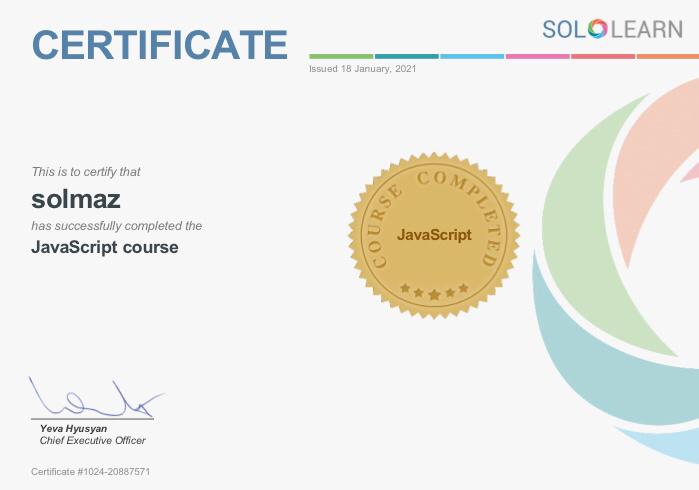 CERTIFICATE
SOLOLEARN
Issued 18 January, 2021
This is to certify that
solmaz
has successfully completed the
JavaScript course
COURSE COMPLETED
JavaScript
Yeva Hyusyan
Chief Executive Officer
Certificate #1024-20887571